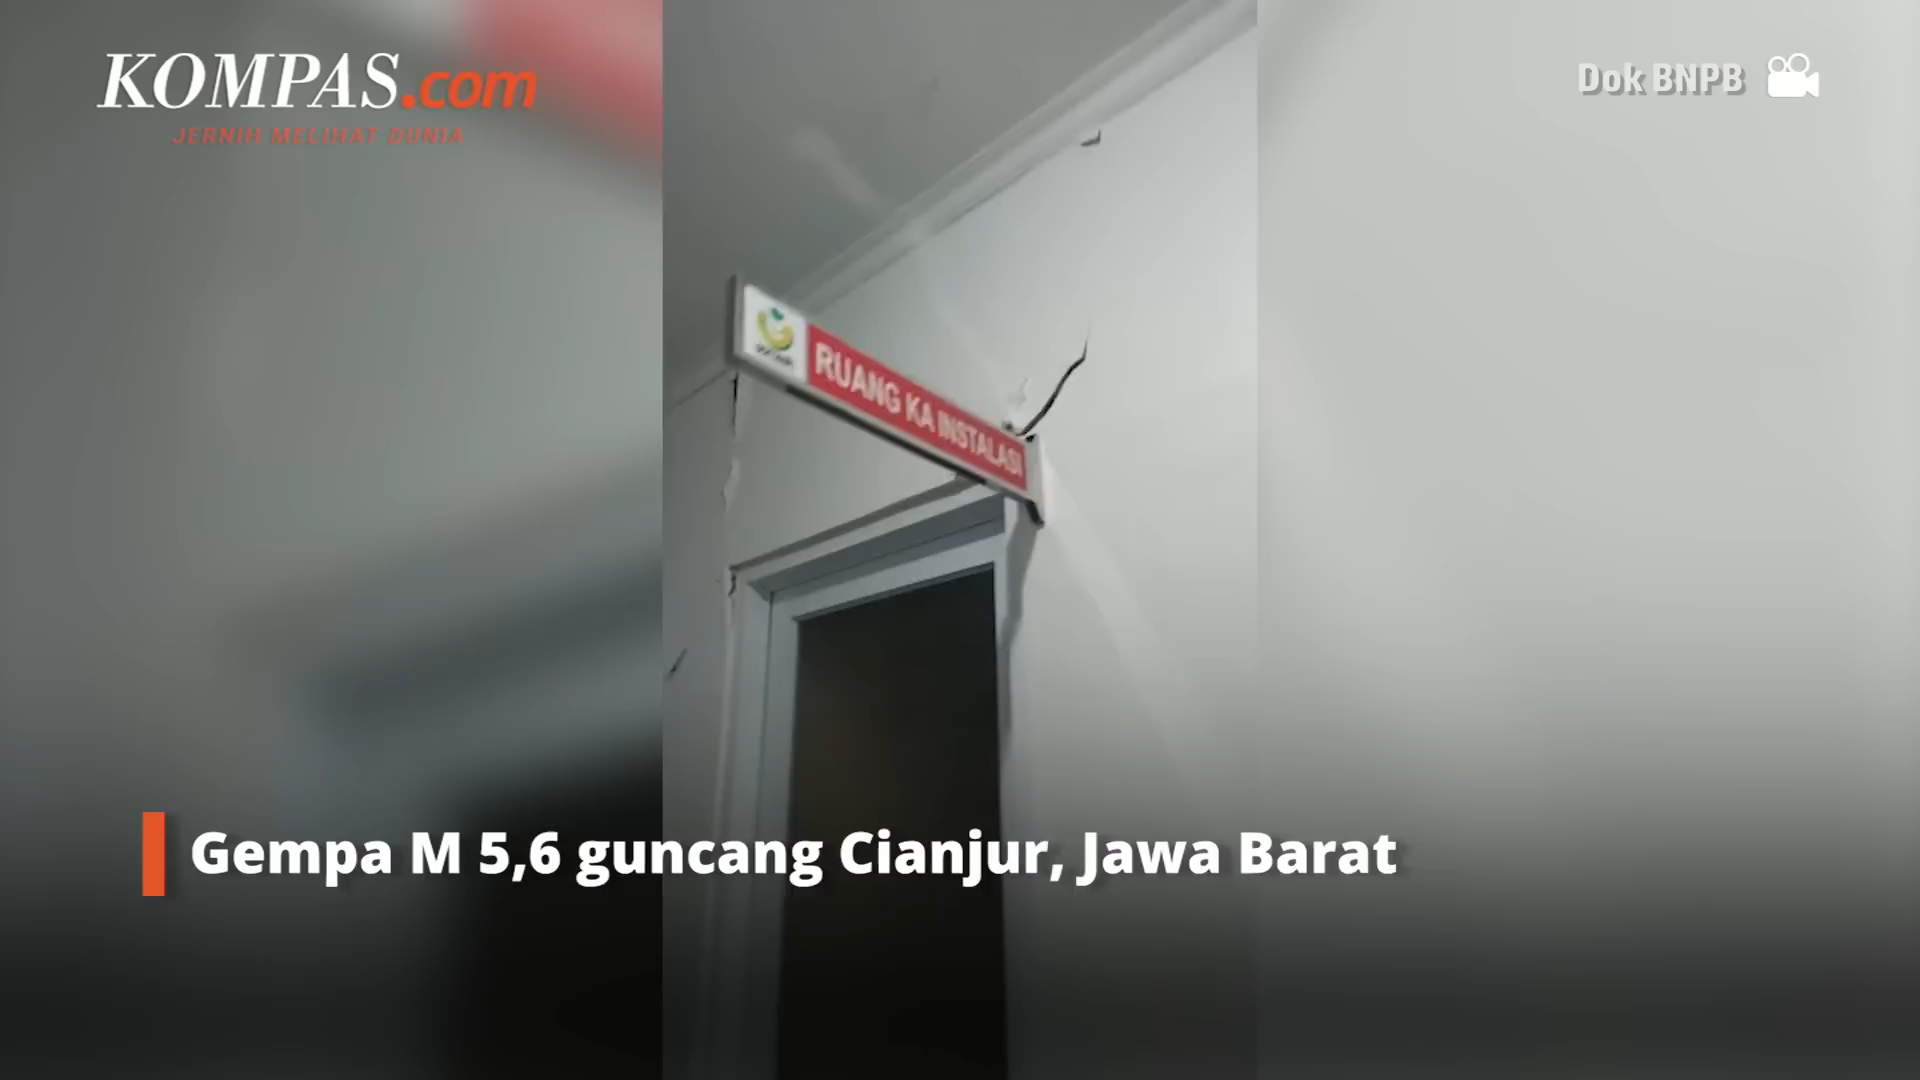 KOMPAS.com
JERNIH MELIHAT DUNIA
Dok BNPB
RUANG KA INSTALASI
Gempa M 5,6 guncang Cianjur, Jawa Barat